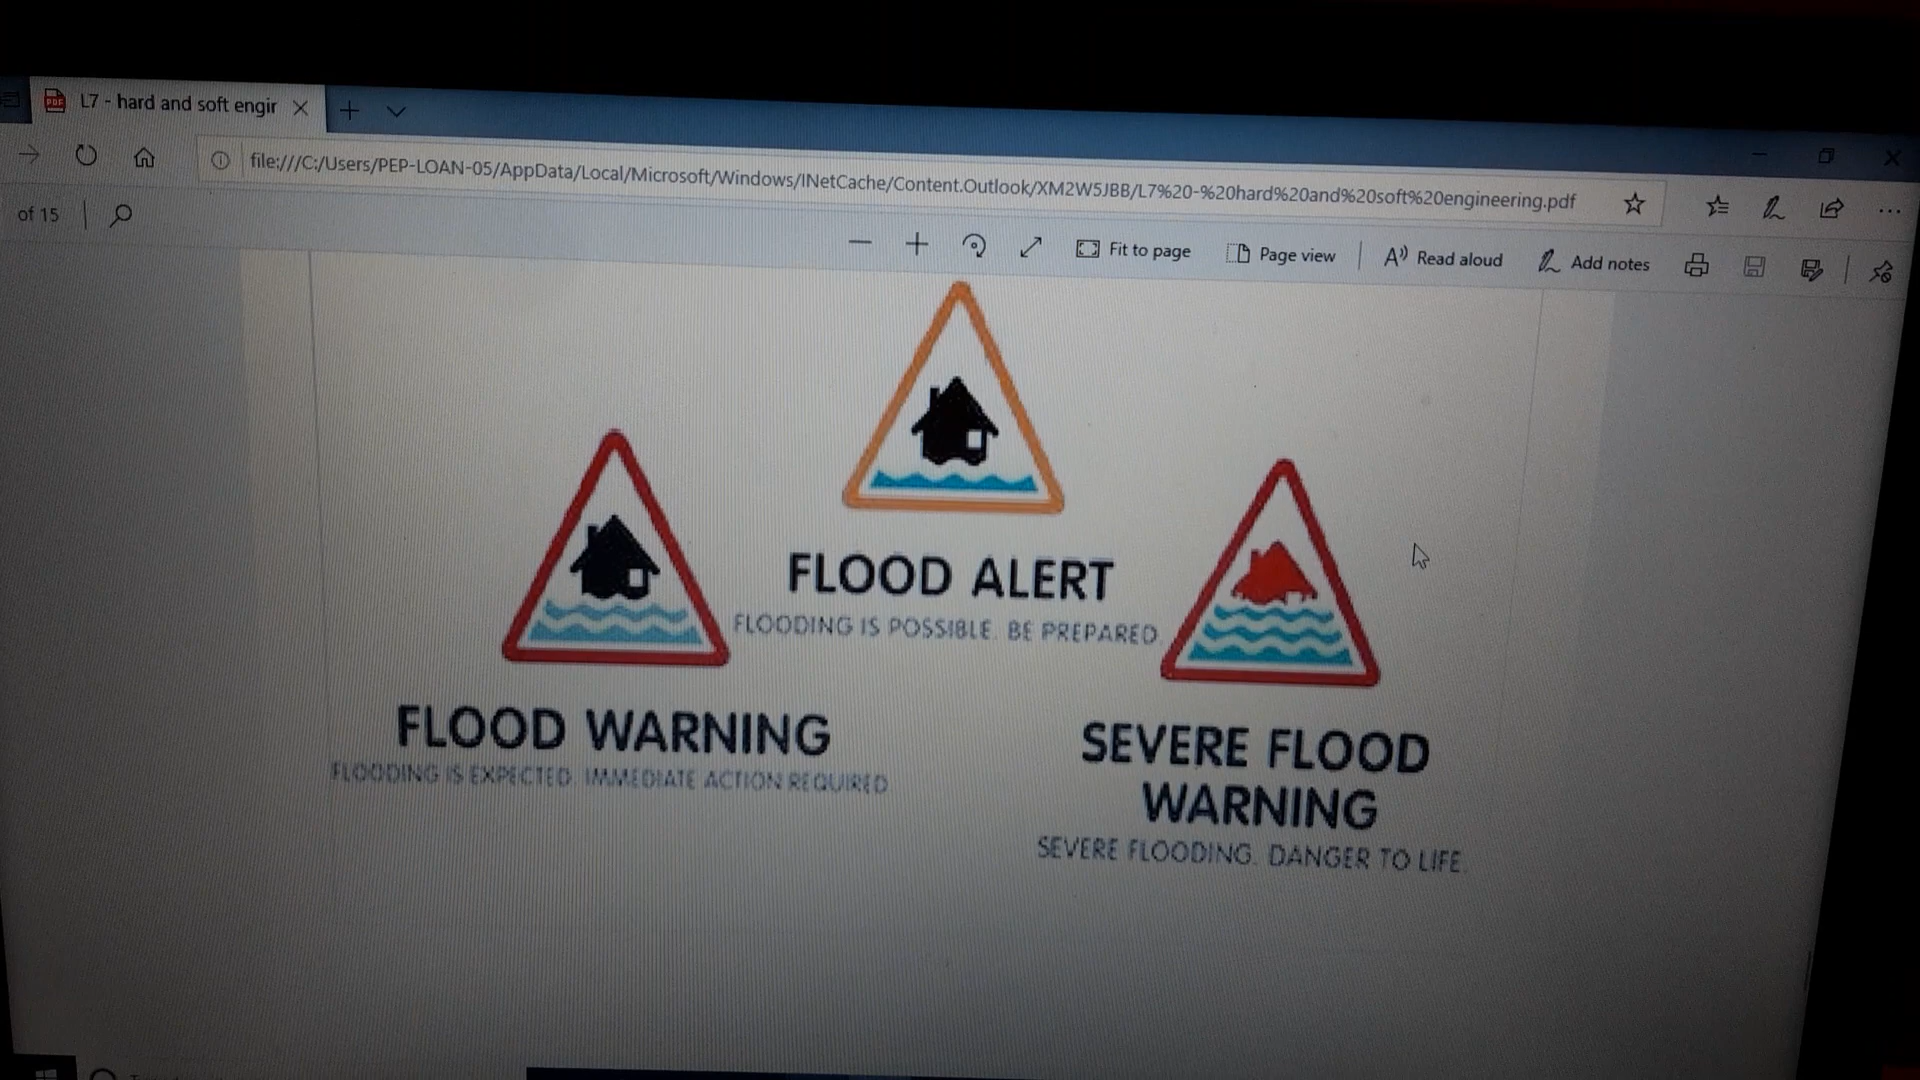 L7 - hard and soft engir
file:///C:/Users/PEP-LOAN-05/AppData/Local/Microsoft/Windows/INetCache/Content.Outlook/XM2W5JBB/L7%20-%20hard%20and%20soft%20engineering.pdf
of 15
Fit to page
Page view
Read aloud
Add notes
FLOOD ALERT
FLOODING IS POSSIBLE. BE PREPARED.
FLOOD WARNING
FLOODING IS EXPECTED. IMMEDIATE ACTION REQUIRED
SEVERE FLOOD
WARNING
SEVERE FLOODING. DANGER TO LIFE.